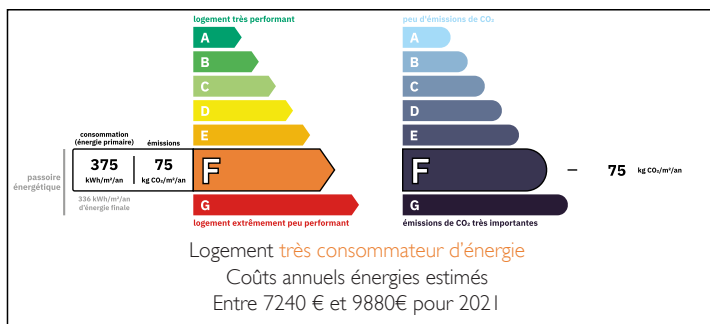 logement très performant
A
B
C
D
E
consommation
(énergie primaire)
émissions
375
kWh/m²/an
75
kg CO₂/m²/an
F
passoire
énergétique
336 kWh/m²/an
d'énergie finale
G
logement extrêmement peu performant
peu d'émissions de CO₂
A
B
C
D
E
F
75 kg CO₂/m²/an
G
émissions de CO₂ très importantes
Logement très consommateur d'énergie
Coûts annuels énergies estimés
Entre 7240 € et 9880€ pour 2021